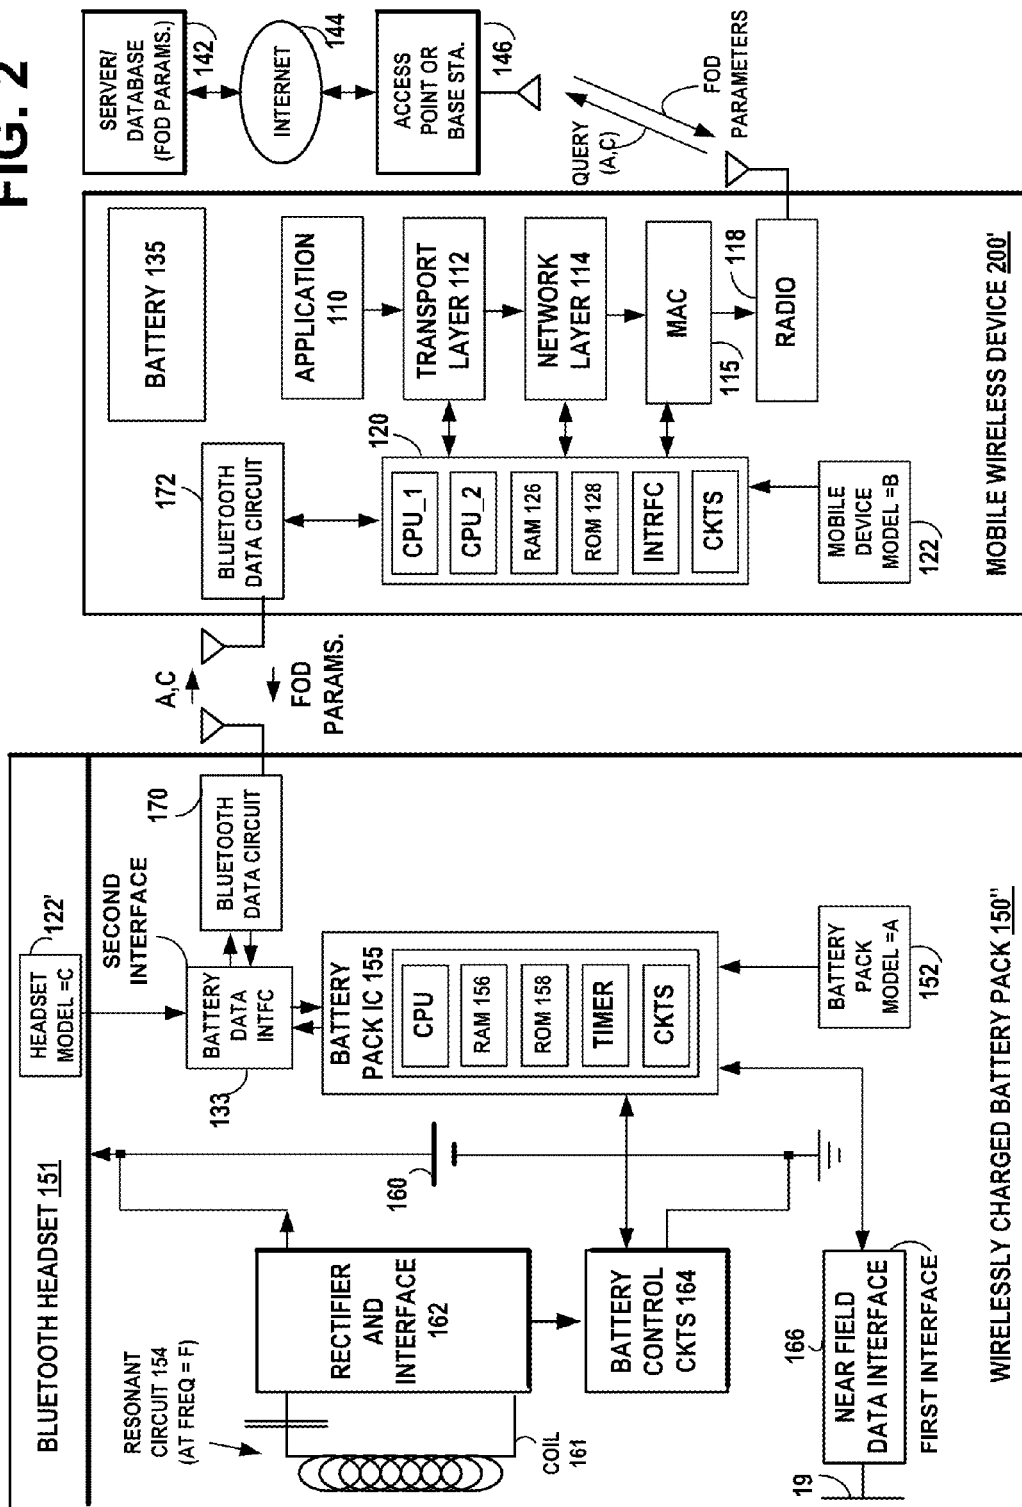 FIG. 2
BLUETOOTH HEADSET 151
HEADSET
MODEL =C
122'
RESONANT
CIRCUIT 154
(AT FREQ = F)
COIL
161
RECTIFIER
AND
INTERFACE
162
160
133
BATTERY
DATA
INTFC
SECOND
INTERFACE
BLUETOOTH
DATA CIRCUIT
170
BATTERY
PACK IC 155
CPU
RAM 156
ROM 158
TIMER
CKTS
BATTERY
CONTROL
CKTS 164
BATTERY
PACK
MODEL =A
152
19
NEAR FIELD
DATA INTERFACE
166
FIRST INTERFACE
WIRELESSLY CHARGED BATTERY PACK 150"
A,C
FOD
PARAMS.
BLUETOOTH
DATA CIRCUIT
172
BATTERY 135
120
CPU_1
CPU_2
RAM 126
ROM 128
INTRFC
CKTS
APPLICATION
110
TRANSPORT
LAYER 112
NETWORK
LAYER 114
MAC
115
RADIO
118
MOBILE
DEVICE
MODEL =B
122
MOBILE WIRELESS DEVICE 200'
SERVER/
DATABASE
(FOD PARAMS.)
142
INTERNET
144
ACCESS
POINT OR
BASE STA.
146
QUERY
(A,C)
FOD
PARAMETERS